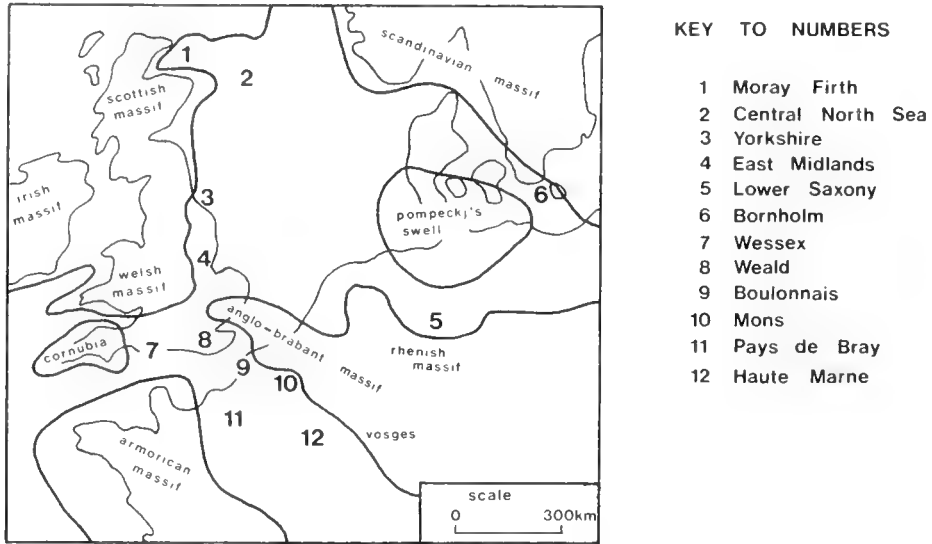 KEY TO NUMBERS
1 Moray Firth
2 Central North Sea
3 Yorkshire
4 East Midlands
5 Lower Saxony
6 Bornholm
7 Wessex
8 Weald
9 Boulonnais
10 Mons
11 Pays de Bray
12 Haute Marne
1
2
scandinavian
massif
scottish
massif
3
6
irish
massif
pompeckj's
swell
4
welsh
massif
anglo-brabant
massif
5
rhenish
massif
cornubia
7
8
9
10
11
12
vosges
armorican
massif
scale
0 300km